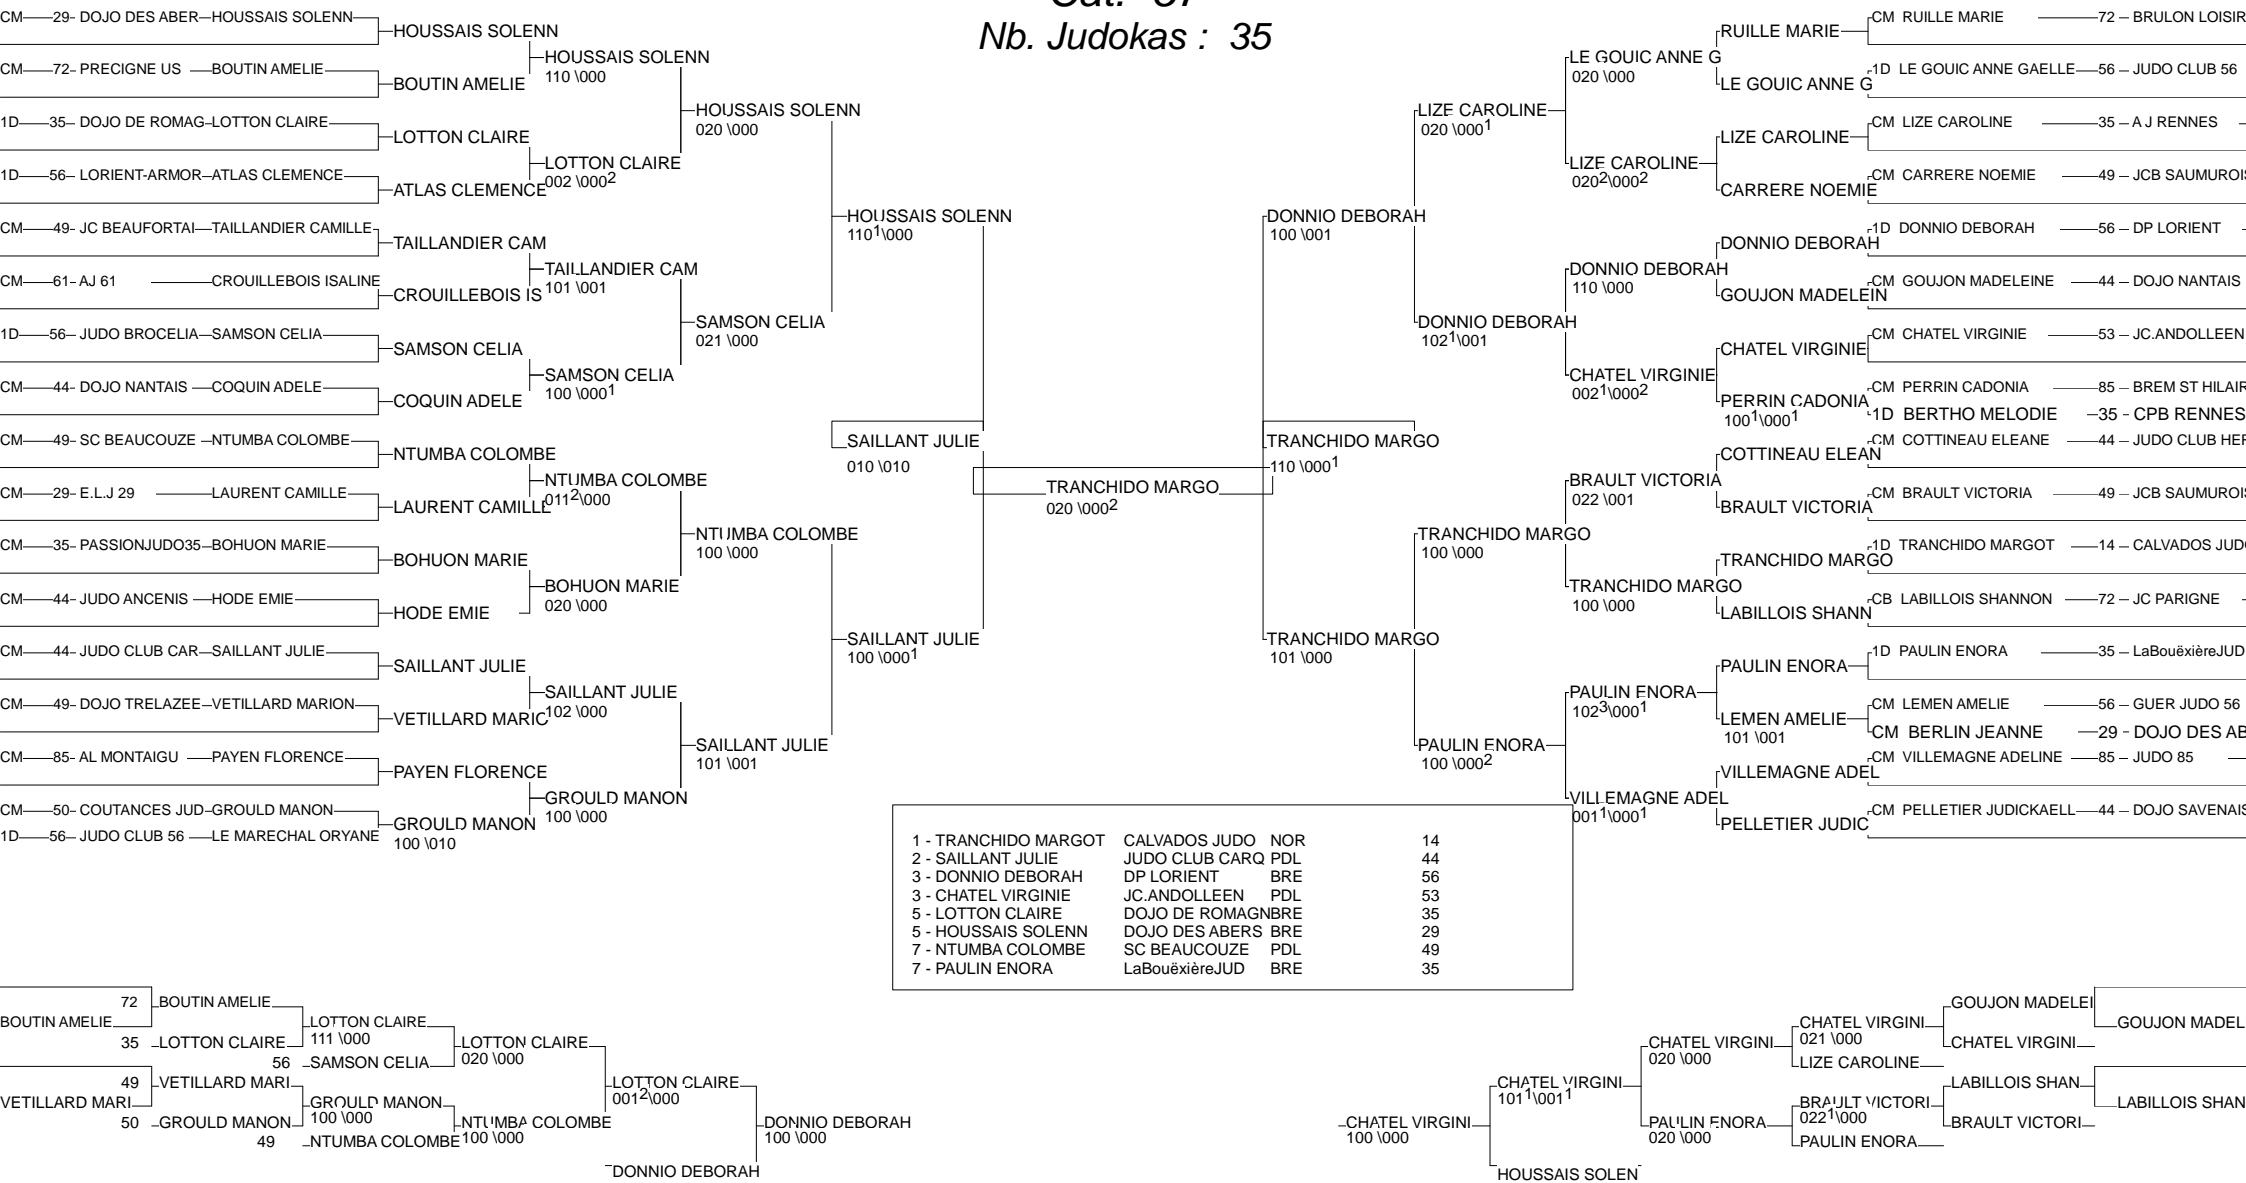 Nb. Judokas : 35
CM 29- DOJO DES ABER HOUSSAIS SOLENN
CM 72- PRECIGNE US BOUTIN AMELIE
1D 35- DOJO DE ROMAG LOTTON CLAIRE
1D 56- LORIENT-ARMOR ATLAS CLEMENCE
CM 49- JC BEAUFORTAI TAILLANDIER CAMILLE
CM 61- AJ 61 CROUILLEBOIS ISALINE
1D 56- JUDO BROCELIA SAMSON CELIA
CM 44- DOJO NANTAIS COQUIN ADELE
CM 49- SC BEAUCOUZE NTUMBA COLOMBE
CM 29- E.L.J 29 LAURENT CAMILLE
CM 35- PASSIONJUDO35 BOHUON MARIE
CM 44- JUDO ANCENIS HODE EMIE
CM 44- JUDO CLUB CAR SAILLANT JULIE
CM 49- DOJO TRELAZEE VETILLARD MARION
CM 85- AL MONTAIGU PAYEN FLORENCE
CM 50- COUTANCES JUD GROULD MANON
1D 56- JUDO CLUB 56 LE MARECHAL ORYANE
HOUSSAIS SOLENN
BOUTIN AMELIE
LOTTON CLAIRE
ATLAS CLEMENCE
TAILLANDIER CAM
CROUILLEBOIS IS
SAMSON CELIA
COQUIN ADELE
NTUMBA COLOMBE
LAURENT CAMILLE
BOHUON MARIE
HODE EMIE
SAILLANT JULIE
VETILLARD MARIO
PAYEN FLORENCE
GROULD MANON
100 \010
HOUSSAIS SOLENN
110 \000
LOTTON CLAIRE
002 \000²
TAILLANDIER CAM
101 \001
SAMSON CELIA
100 \000¹
NTUMBA COLOMBE
011²\000
BOHUON MARIE
020 \000
SAILLANT JULIE
102 \000
GROULD MANON
100 \000
HOUSSAIS SOLENN
020 \000
SAMSON CELIA
021 \000
NTUMBA COLOMBE
100 \000
SAILLANT JULIE
101 \001
HOUSSAIS SOLENN
110¹\000
SAILLANT JULIE
100 \000¹
SAILLANT JULIE
010 \010
TRANCHIDO MARGO
020 \000²
TRANCHIDO MARGO
110 \000¹
DONNIO DEBORAH
100 \001
TRANCHIDO MARGO
101 \000
LIZE CAROLINE
020 \000¹
DONNIO DEBORAH
102¹\001
TRANCHIDO MARGO
100 \000
PAULIN ENORA
100 \000²
LE GOUIC ANNE G
020 \000
LIZE CAROLINE
020²\000²
DONNIO DEBORAH
110 \000
CHATEL VIRGINIE
002¹\000²
BRAULT VICTORIA
022 \001
TRANCHIDO MARGO
100 \000
PAULIN ENORA
102³\000¹
VILLEMAGNE ADEL
001¹\000¹
RUILLE MARIE
LE GOUIC ANNE G
LIZE CAROLINE
CARRERE NOEMIE
DONNIO DEBORAH
GOUJON MADELEIN
CHATEL VIRGINIE
PERRIN CADONIA
100¹\000¹
COTTINEAU ELEAN
BRAULT VICTORIA
TRANCHIDO MARGO
LABILLOIS SHANN
PAULIN ENORA
LEMEN AMELIE
101 \001
VILLEMAGNE ADEL
PELLETIER JUDIC
CM RUILLE MARIE 72 – BRULON LOISIR
1D LE GOUIC ANNE GAELLE 56 – JUDO CLUB 56
CM LIZE CAROLINE 35 – A J RENNES
CM CARRERE NOEMIE 49 – JCB SAUMUROIS
1D DONNIO DEBORAH 56 – DP LORIENT
CM GOUJON MADELEINE 44 – DOJO NANTAIS
CM CHATEL VIRGINIE 53 – JC.ANDOLLEEN
CM PERRIN CADONIA 85 – BREM ST HILAIR
1D BERTHO MELODIE 35 - CPB RENNES
CM COTTINEAU ELEANE 44 – JUDO CLUB HER
CM BRAULT VICTORIA 49 – JCB SAUMUROIS
1D TRANCHIDO MARGOT 14 – CALVADOS JUDO
CB LABILLOIS SHANNON 72 – JC PARIGNE
1D PAULIN ENORA 35 – LaBouëxièreJUD
CM LEMEN AMELIE 56 – GUER JUDO 56
CM BERLIN JEANNE 29 - DOJO DES AB
CM VILLEMAGNE ADELINE 85 – JUDO 85
CM PELLETIER JUDICKAELL 44 – DOJO SAVENAIS
1 - TRANCHIDO MARGOT CALVADOS JUDO NOR 14
2 - SAILLANT JULIE JUDO CLUB CARQ PDL 44
3 - DONNIO DEBORAH DP LORIENT BRE 56
3 - CHATEL VIRGINIE JC.ANDOLLEEN PDL 53
5 - LOTTON CLAIRE DOJO DE ROMAGN BRE 35
5 - HOUSSAIS SOLENN DOJO DES ABERS BRE 29
7 - NTUMBA COLOMBE SC BEAUCOUZE PDL 49
7 - PAULIN ENORA LaBouëxièreJUD BRE 35
BOUTIN AMELIE
VETILLARD MARI
72 BOUTIN AMELIE
35 LOTTON CLAIRE
49 VETILLARD MARI
50 GROULD MANON
LOTTON CLAIRE
111 \000
56 SAMSON CELIA
GROULD MANON
100 \000
49 NTUMBA COLOMBE
LOTTON CLAIRE
020 \000
NTUMBA COLOMBE
100 \000
LOTTON CLAIRE
001²\000
DONNIO DEBORAH
DONNIO DEBORAH
100 \000
CHATEL VIRGINI
100 \000
CHATEL VIRGINI
101¹\001¹
HOUSSAIS SOLEN
CHATEL VIRGINI
020 \000
PAULIN ENORA
020 \000
CHATEL VIRGINI
021 \000
LIZE CAROLINE
BRAULT VICTORI
022¹\000
PAULIN ENORA
GOUJON MADELEI
CHATEL VIRGINI
LABILLOIS SHAN
BRAULT VICTORI
GOUJON MADEL
LABILLOIS SHAN